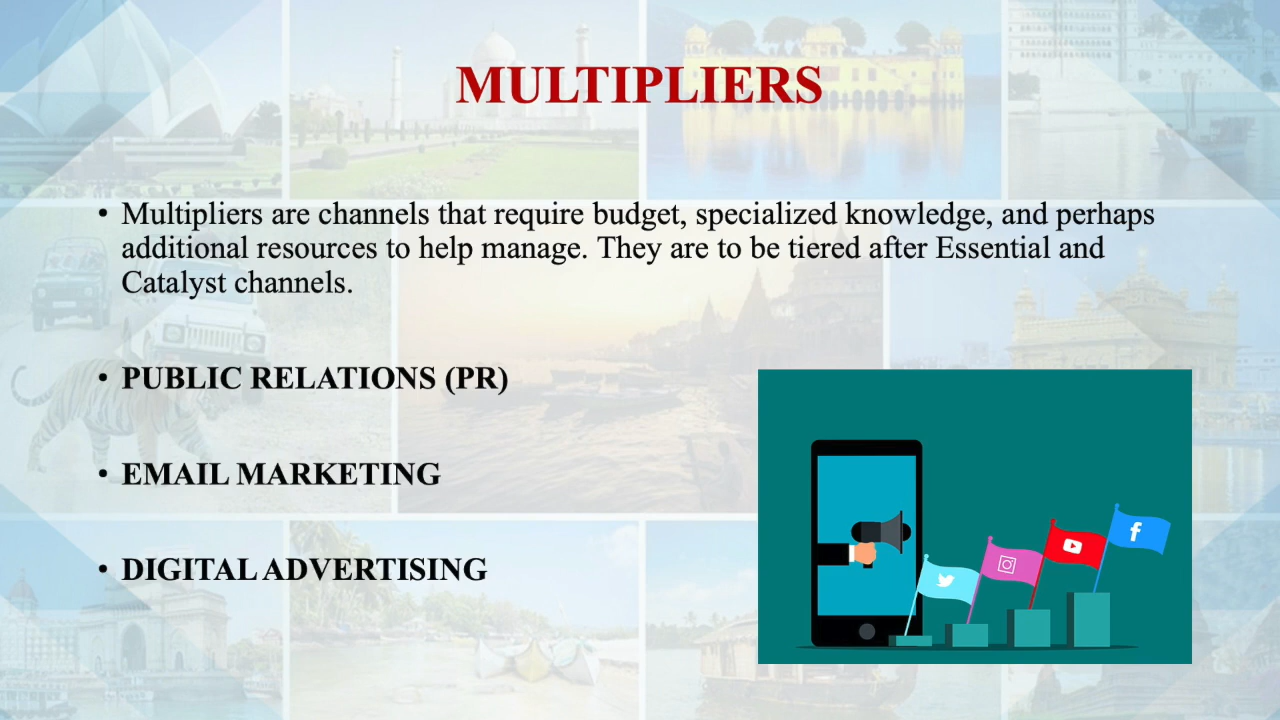 MULTIPLIERS
• Multipliers are channels that require budget, specialized knowledge, and perhaps
additional resources to help manage. They are to be tiered after Essential and
Catalyst channels.
• PUBLIC RELATIONS (PR)
• EMAIL MARKETING
• DIGITAL ADVERTISING